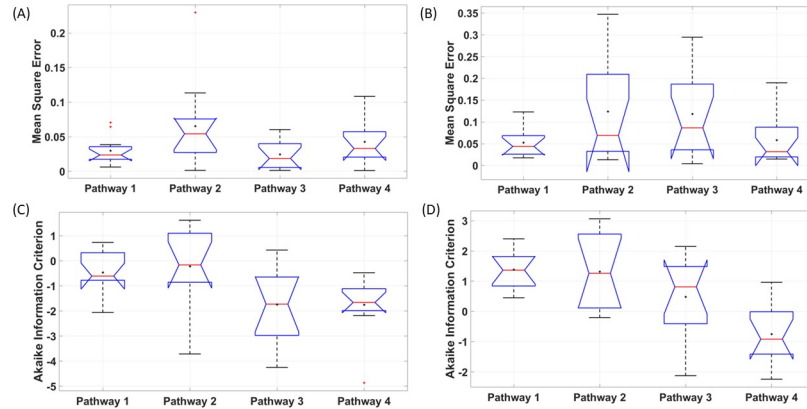 (A)
Mean Square Error
0.2
0.15
0.1
0.05
0
Pathway 1 Pathway 2 Pathway 3 Pathway 4
(B)
Mean Square Error
0.35
0.3
0.25
0.2
0.15
0.1
0.05
0
Pathway 1 Pathway 2 Pathway 3 Pathway 4
(C)
Akaike Information Criterion
1
0
-1
-2
-3
-4
-5
Pathway 1 Pathway 2 Pathway 3 Pathway 4
(D)
Akaike Information Criterion
3
2
1
0
-1
-2
Pathway 1 Pathway 2 Pathway 3 Pathway 4